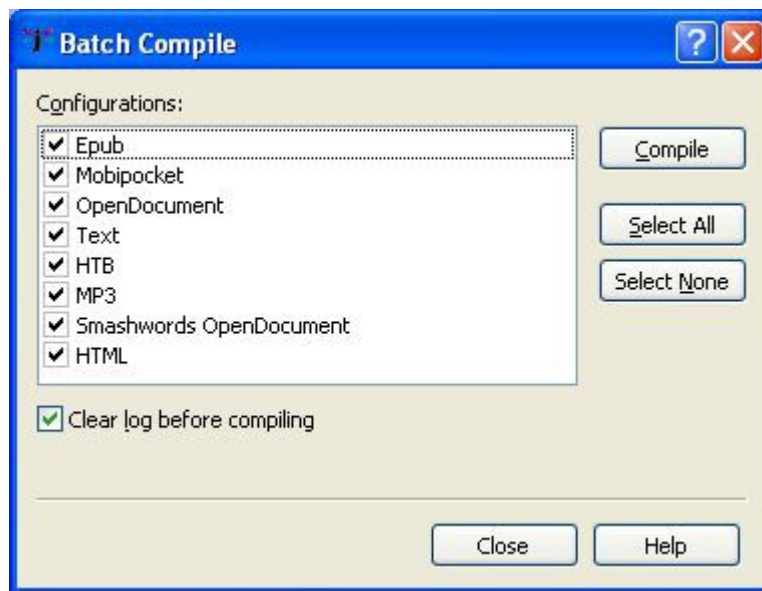 Batch Compile
Configurations:
Epub
Mobipocket
OpenDocument
Text
HTB
MP3
Smashwords OpenDocument
HTML
Compile
Select All
Select None
Clear log before compiling
Close
Help